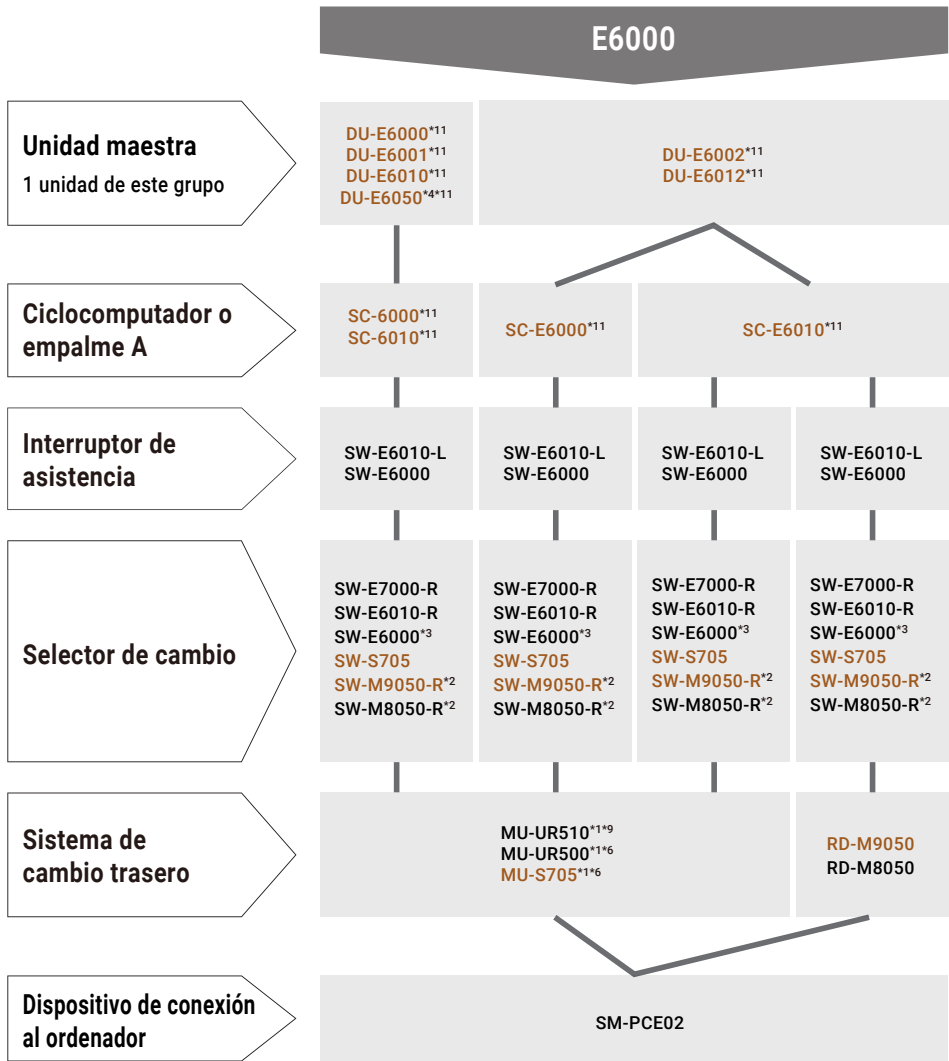 E6000
Unidad maestra
1 unidad de este grupo
DU-E6000*11
DU-E6001*11
DU-E6010*11
DU-E6050*4*11
DU-E6002*11
DU-E6012*11
Ciclocomputador o
empalme A
SC-6000*11
SC-6010*11
SC-E6000*11
SC-E6010*11
Interruptor de
asistencia
SW-E6010-L
SW-E6000
SW-E6010-L
SW-E6000
SW-E6010-L
SW-E6000
SW-E6010-L
SW-E6000
Selector de cambio
SW-E7000-R
SW-E6010-R
SW-E6000*3
SW-S705
SW-M9050-R*2
SW-M8050-R*2
SW-E7000-R
SW-E6010-R
SW-E6000*3
SW-S705
SW-M9050-R*2
SW-M8050-R*2
SW-E7000-R
SW-E6010-R
SW-E6000*3
SW-S705
SW-M9050-R*2
SW-M8050-R*2
SW-E7000-R
SW-E6010-R
SW-E6000*3
SW-S705
SW-M9050-R*2
SW-M8050-R*2
Sistema de
cambio trasero
MU-UR510*1*9
MU-UR500*1*6
MU-S705*1*6
RD-M9050
RD-M8050
Dispositivo de conexión
al ordenador
SM-PCE02